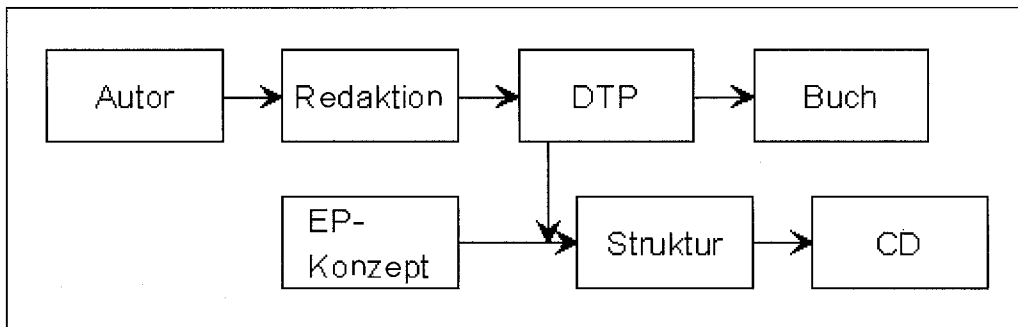 Autor
Redaktion
DTP
Buch
EP-
Konzept
Struktur
CD